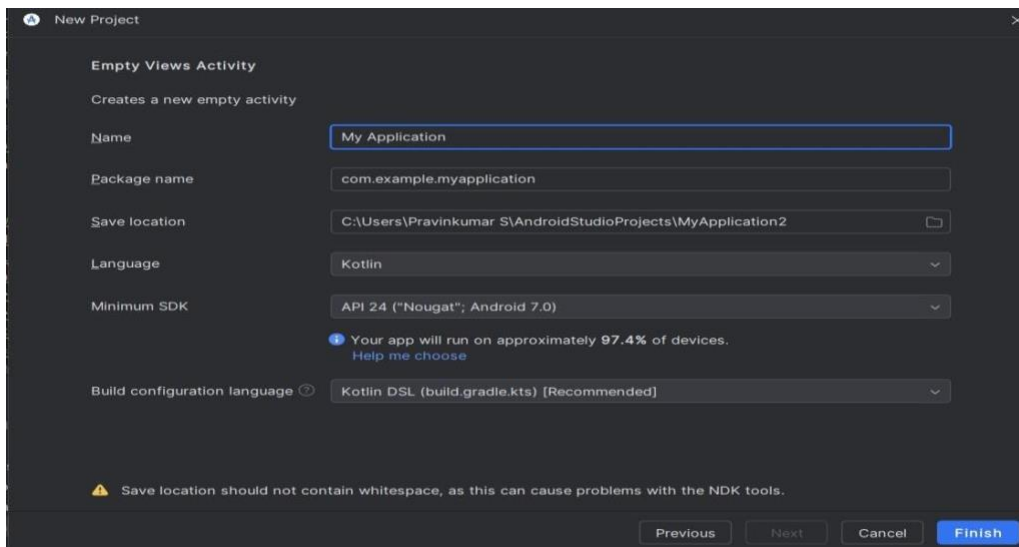 New Project
Empty Views Activity
Creates a new empty activity
Name My Application
Package name com.example.myapplication
Save location C:\Users\Pravinkumar S\AndroidStudioProjects\MyApplication2
Language Kotlin
Minimum SDK API 24 ("Nougat"; Android 7.0)
Your app will run on approximately 97.4% of devices.
Help me choose
Build configuration language Kotlin DSL (build.gradle.kts) [Recommended]
Save location should not contain whitespace, as this can cause problems with the NDK tools.
Previous Next Cancel Finish